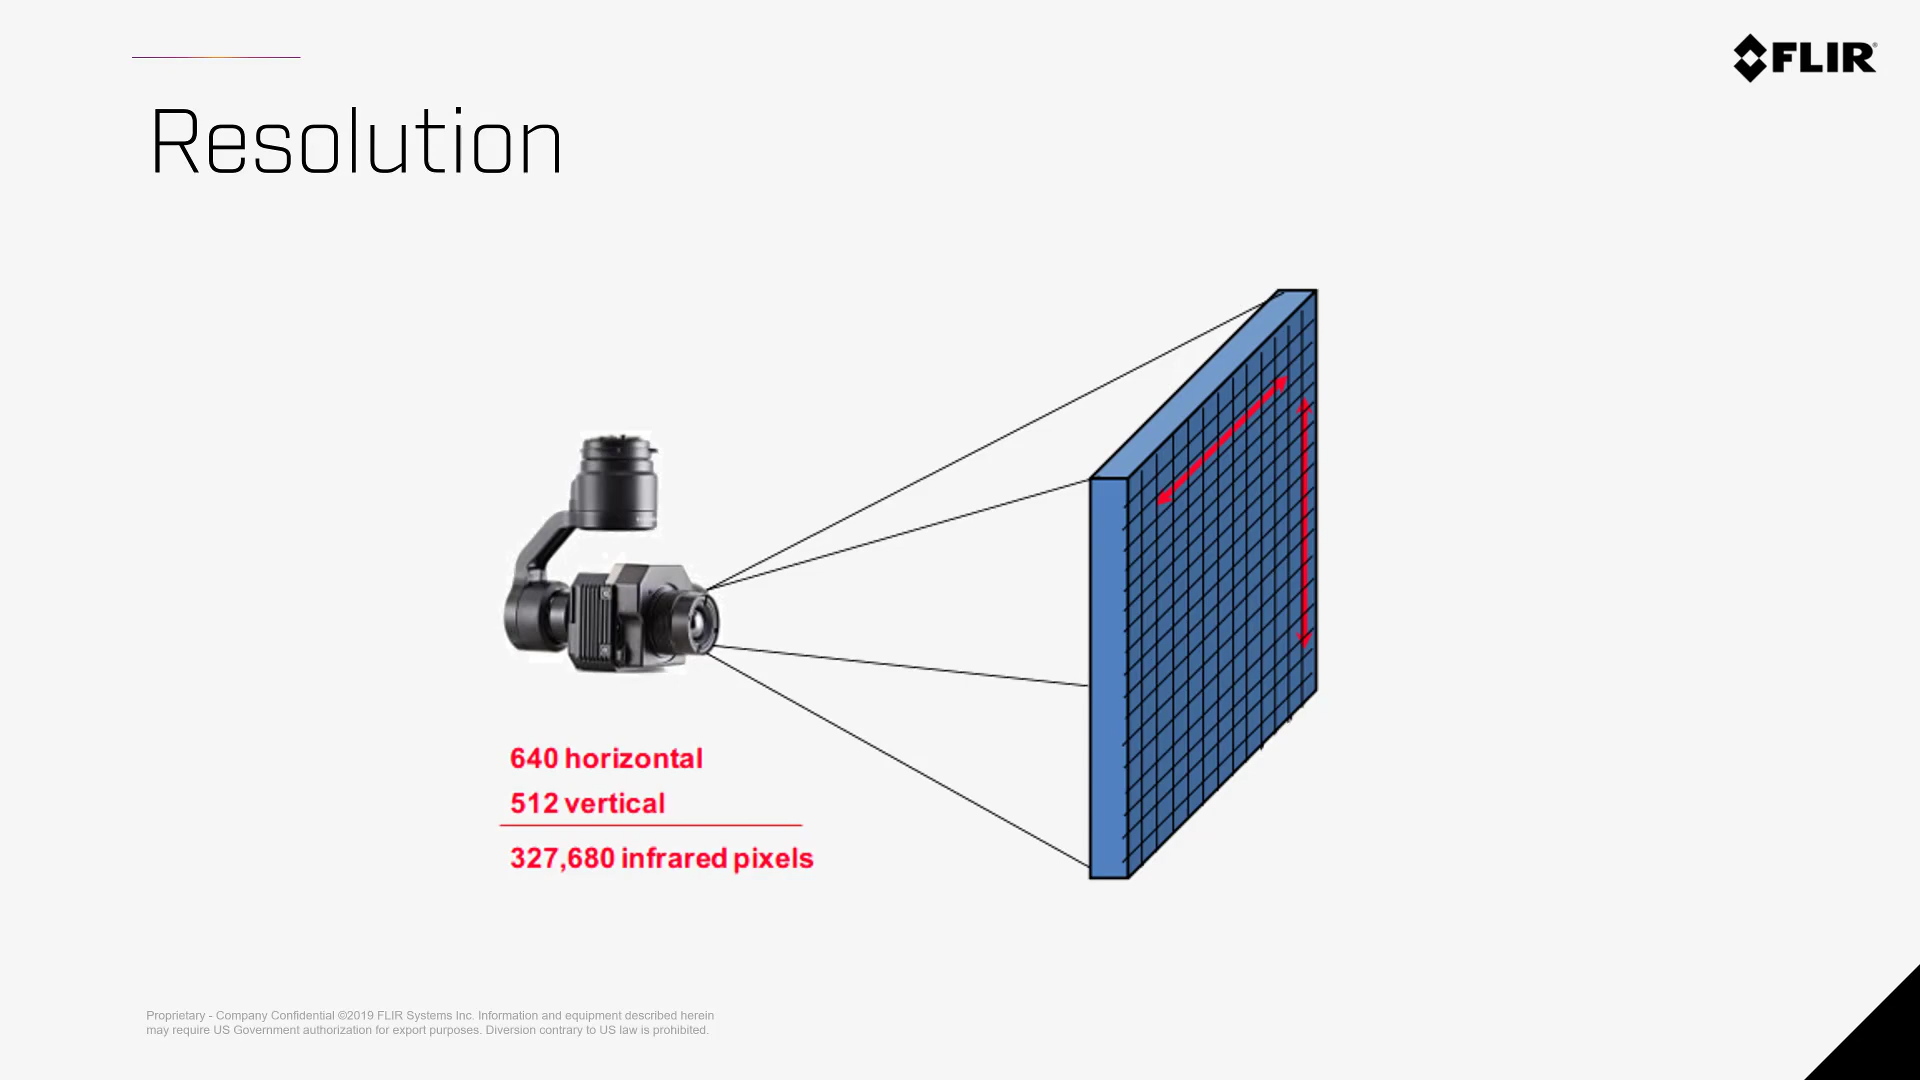 FLIR
Resolution
640 horizontal
512 vertical
327,680 infrared pixels
Proprietary - Company Confidential ©2019 FLIR Systems Inc. Information and equipment described herein
may require US Government authorization for export purposes. Diversion contrary to US law is prohibited.